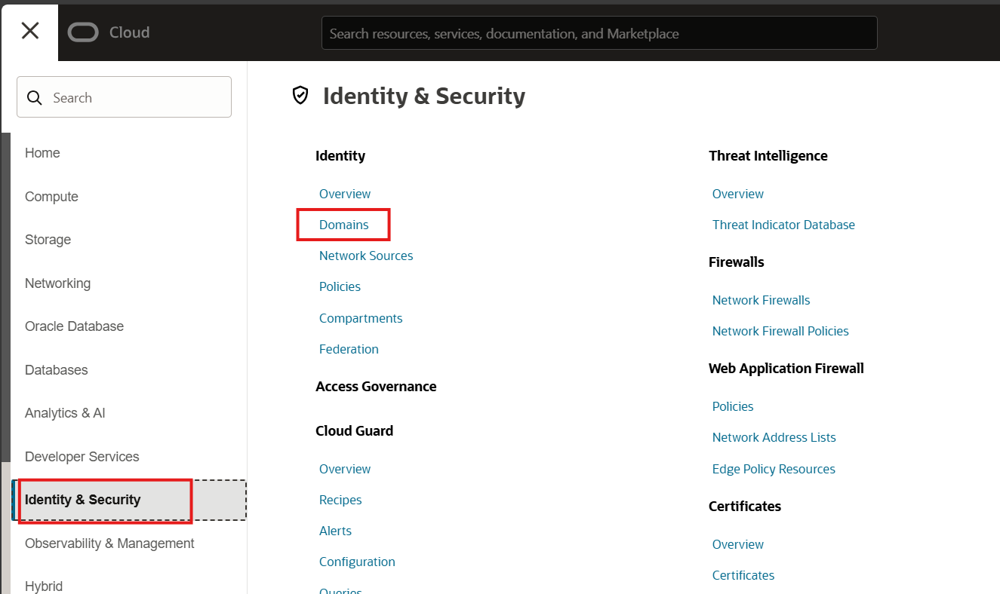 Cloud
Search resources, services, documentation, and Marketplace
Search
Home
Compute
Storage
Networking
Oracle Database
Databases
Analytics & AI
Developer Services
Identity & Security
Observability & Management
Hybrid
Identity & Security
Identity
Overview
Domains
Network Sources
Policies
Compartments
Federation
Access Governance
Cloud Guard
Overview
Recipes
Alerts
Configuration
Queries
Threat Intelligence
Overview
Threat Indicator Database
Firewalls
Network Firewalls
Network Firewall Policies
Web Application Firewall
Policies
Network Address Lists
Edge Policy Resources
Certificates
Overview
Certificates